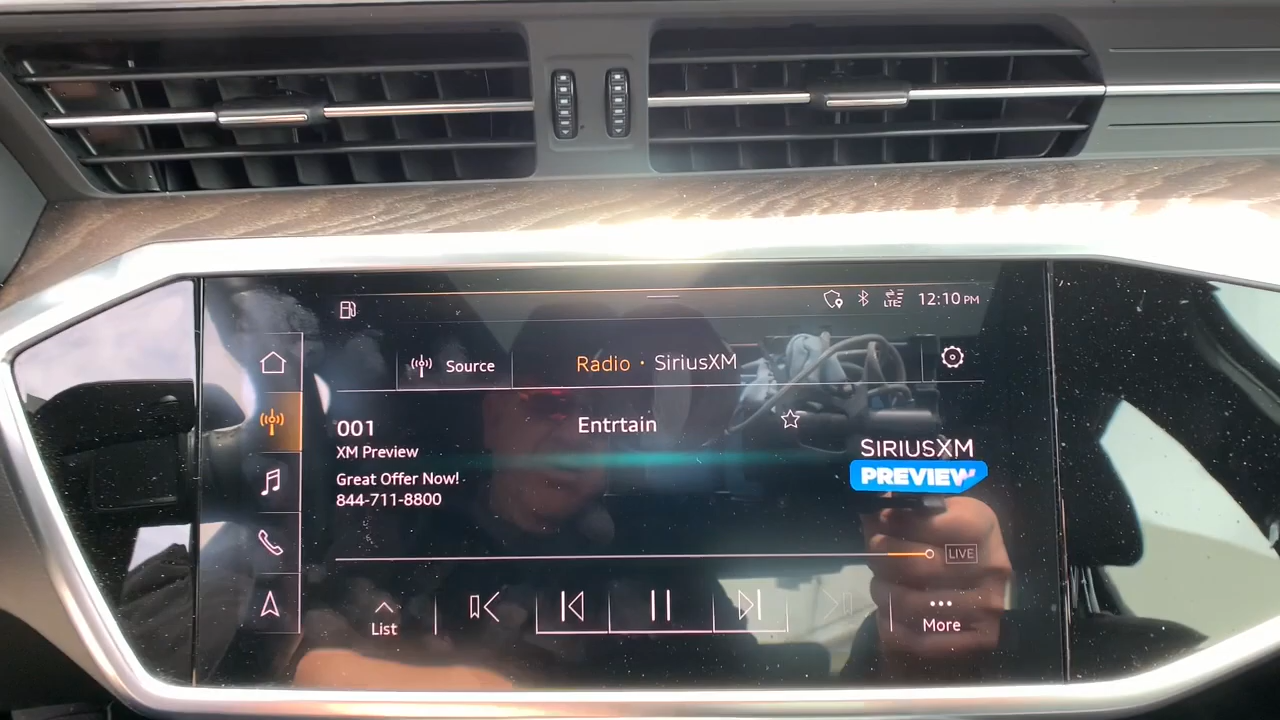 LTE 12:10 PM
Source
Radio · SiriusXM
001
Entrtain
XM Preview
SIRIUSXM
PREVIEW
Great Offer Now!
844-711-8800
LIVE
List
More